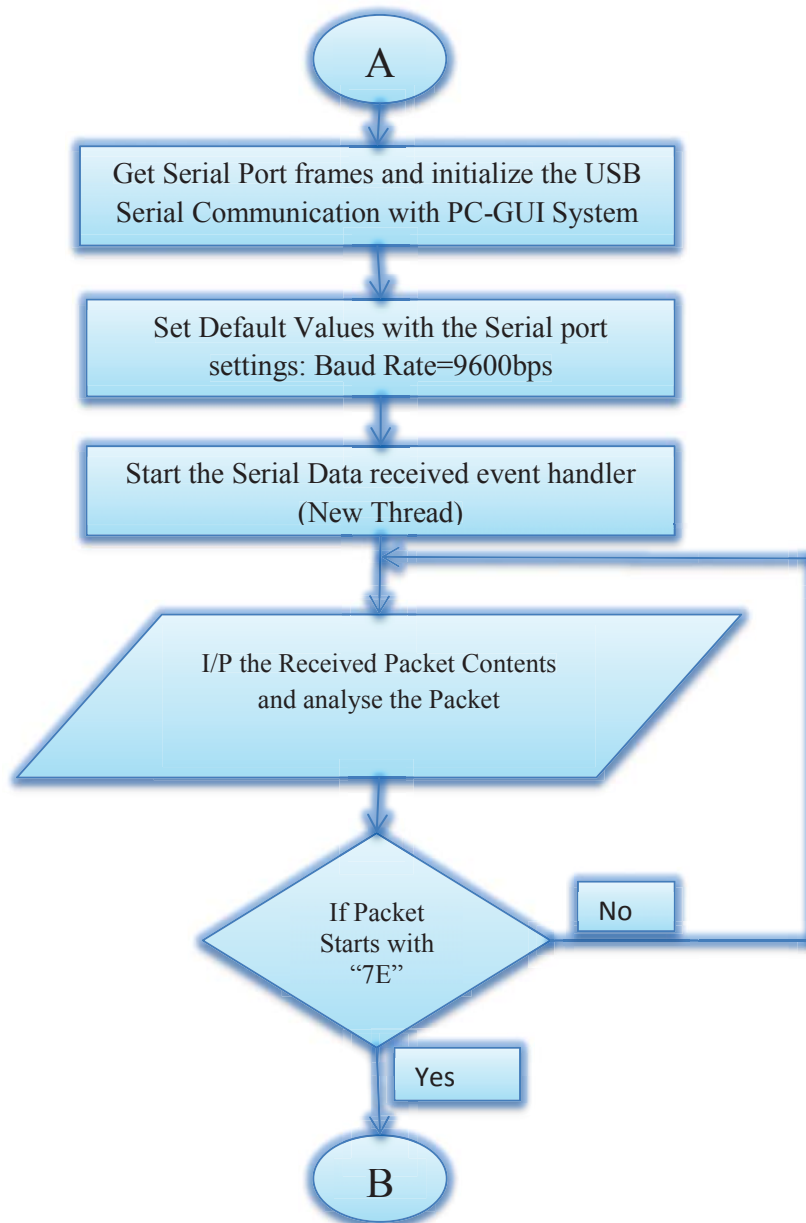 A
Get Serial Port frames and initialize the USB
Serial Communication with PC-GUI System
Set Default Values with the Serial port
settings: Baud Rate=9600bps
Start the Serial Data received event handler
(New Thread)
I/P the Received Packet Contents
and analyse the Packet
If Packet
Starts with
“7E”
No
Yes
B